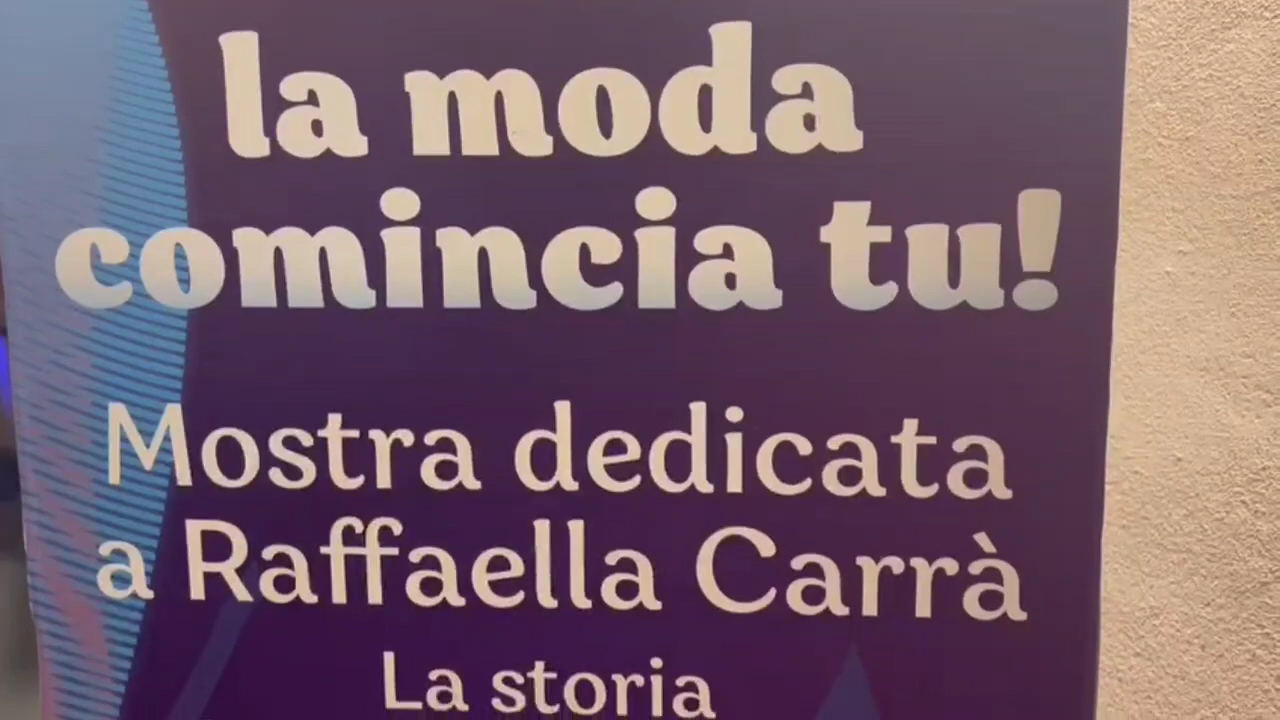 la moda
comincia tu!
Mostra dedicata
a Raffaella Carrà
La storia